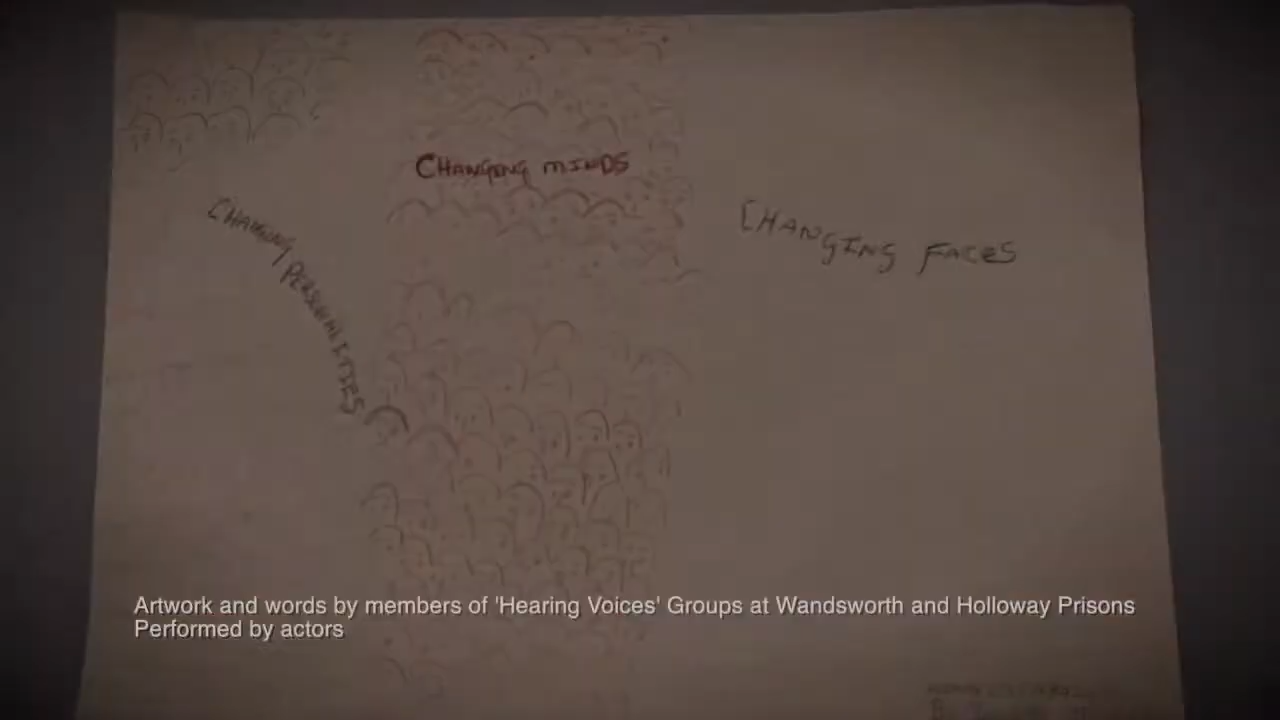 CHANGING MINDS
CHANGING PERSONALITIES
CHANGING FACES
Artwork and words by members of 'Hearing Voices' Groups at Wandsworth and Holloway Prisons
Performed by actors